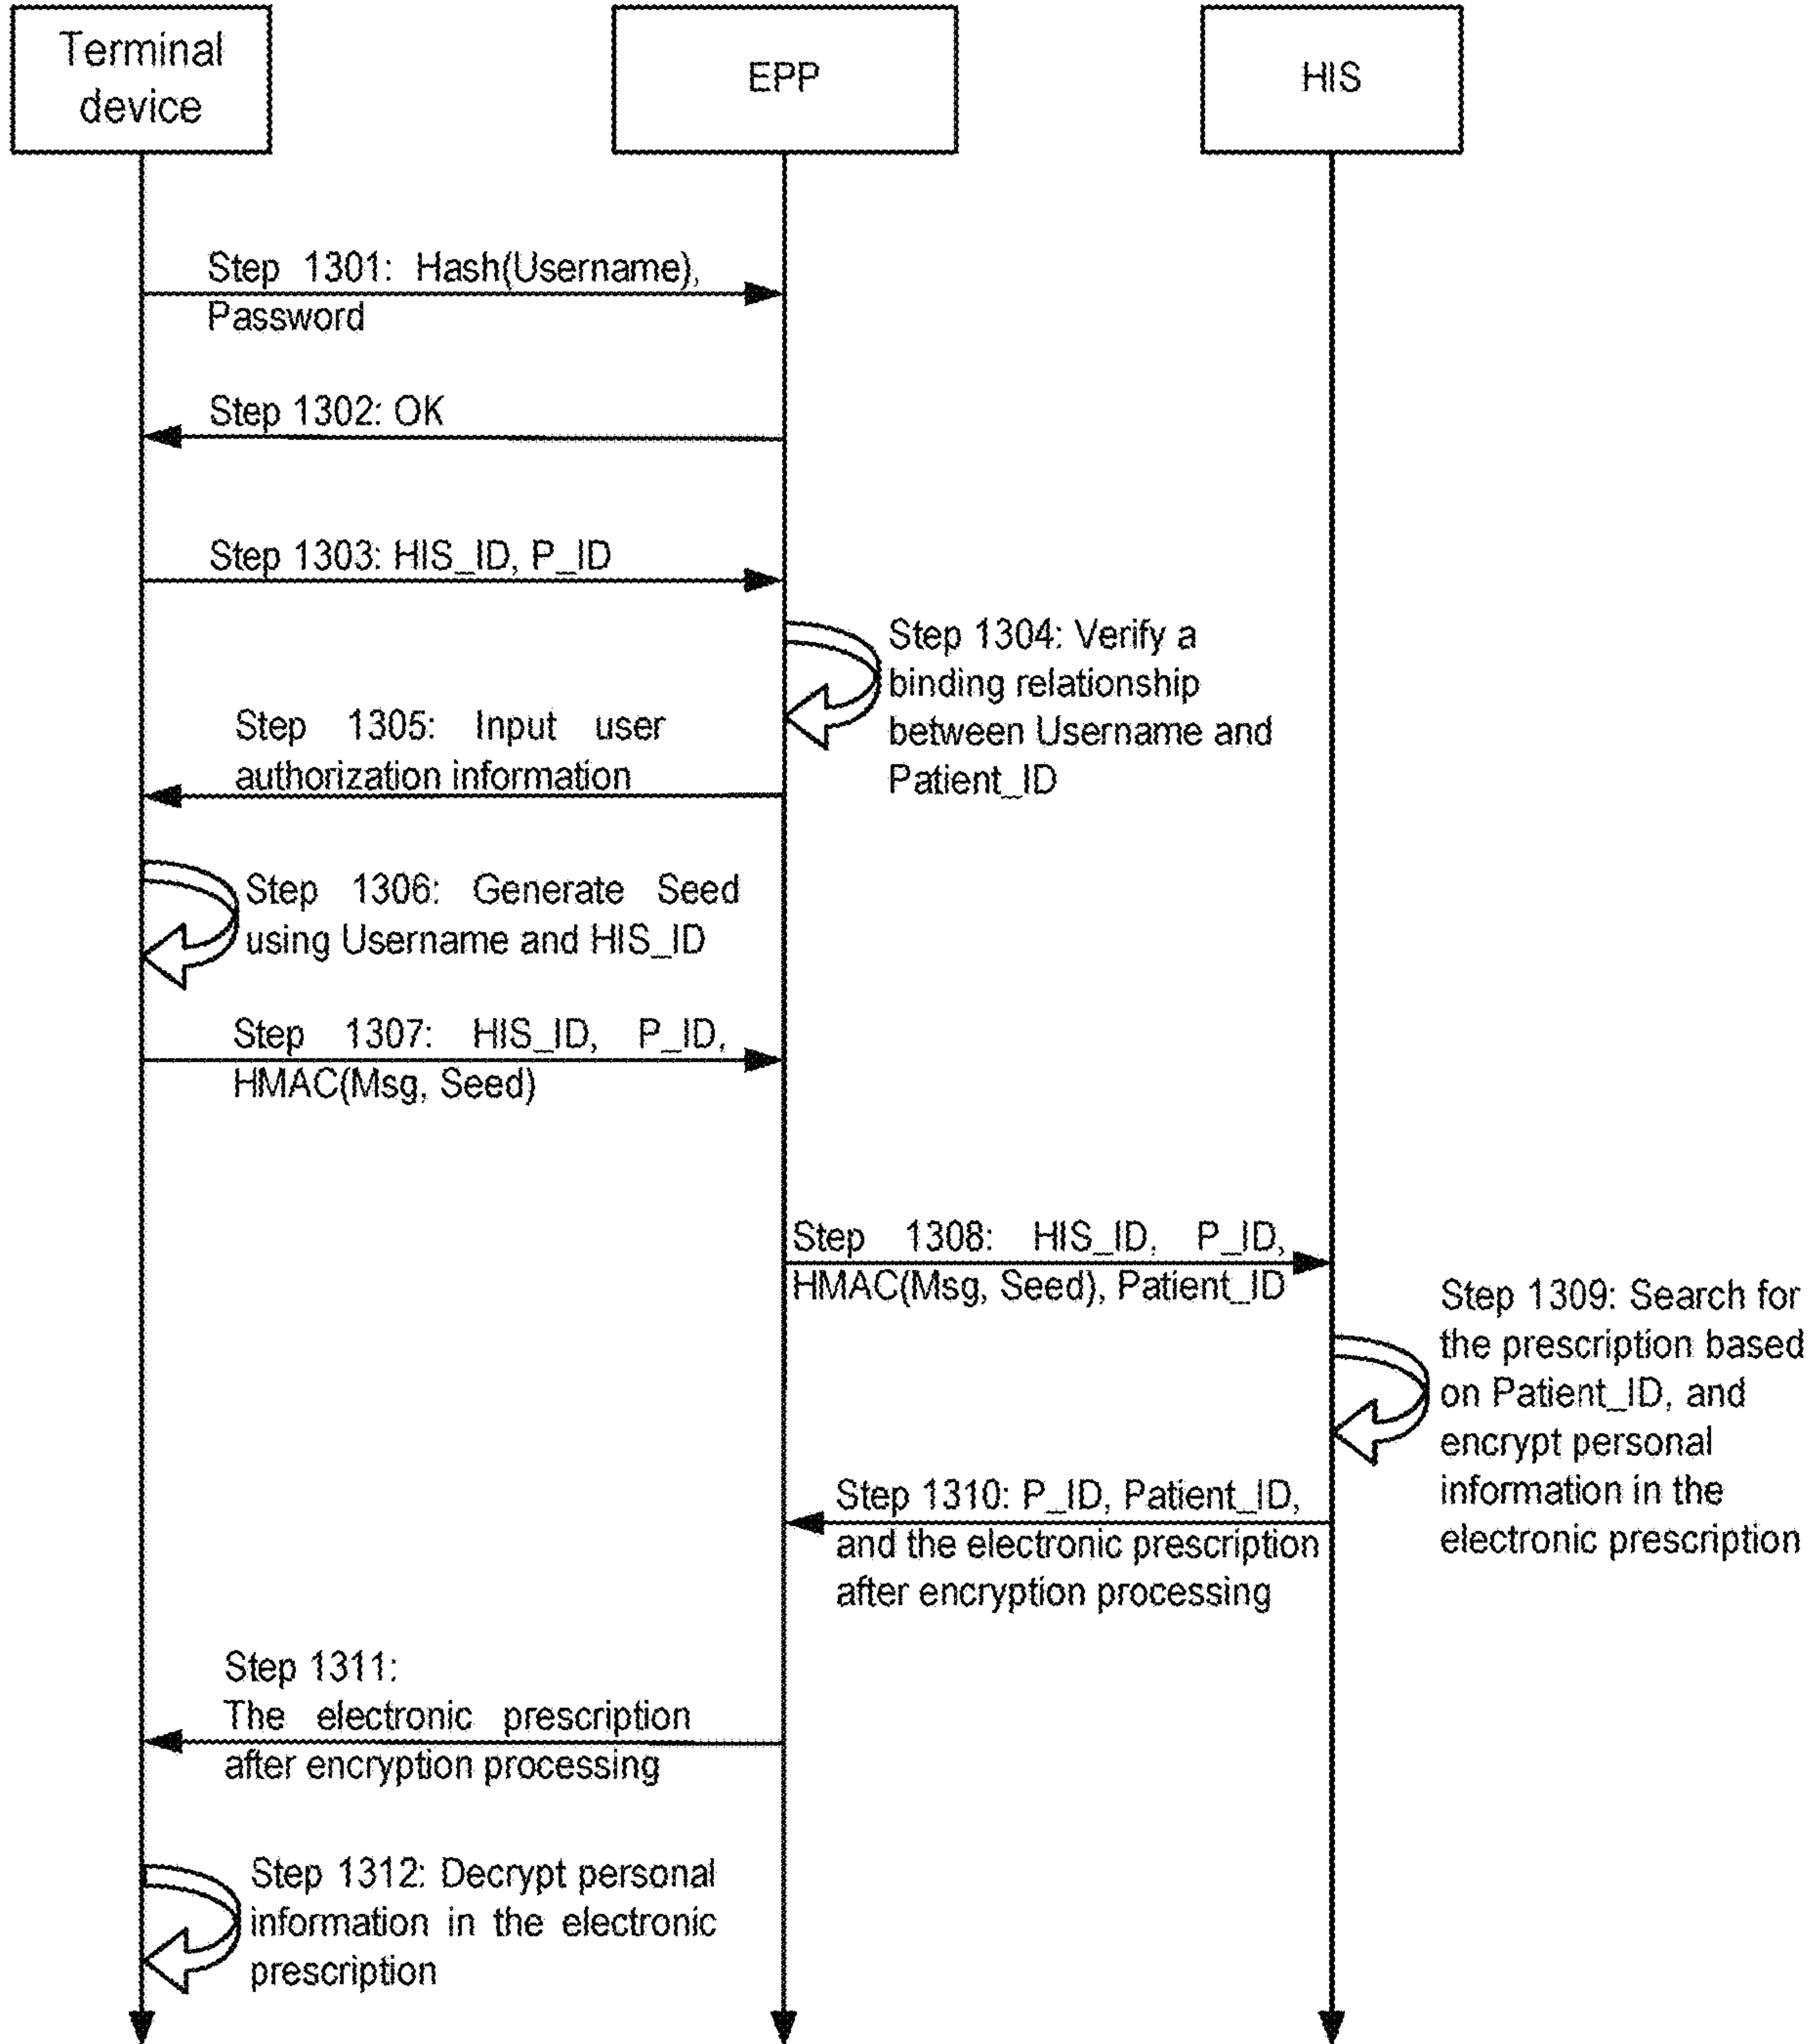 Terminal
device
EPP
HIS
Step 1301: Hash(Username),
Password
Step 1302: OK
Step 1303: HIS_ID, P_ID
Step 1304: Verify a
binding relationship
between Username and
Patient_ID
Step 1305: Input user
authorization information
Step 1306: Generate Seed
using Username and HIS_ID
Step 1307: HIS_ID, P_ID,
HMAC(Msg, Seed)
Step 1308: HIS_ID, P_ID,
HMAC(Msg, Seed), Patient_ID
Step 1309: Search for
the prescription based
on Patient_ID, and
encrypt personal
information in the
electronic prescription
Step 1310: P_ID, Patient_ID,
and the electronic prescription
after encryption processing
Step 1311:
The electronic prescription
after encryption processing
Step 1312: Decrypt personal
information in the electronic
prescription